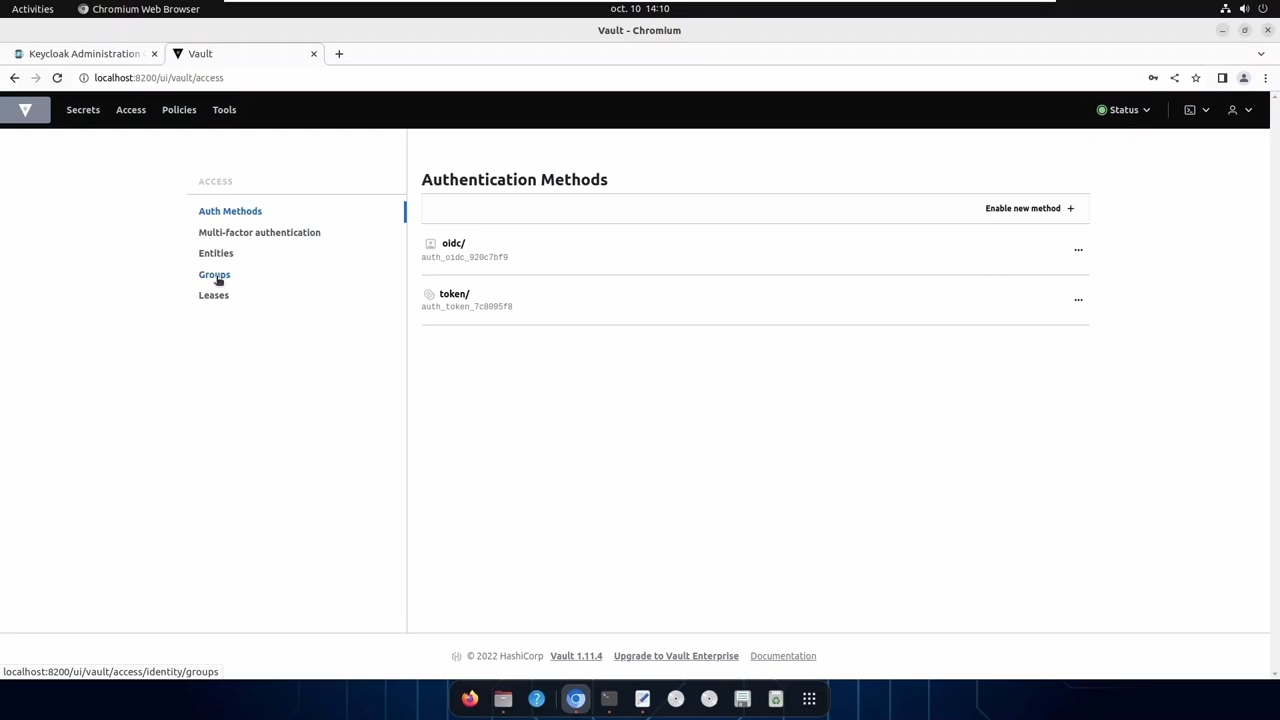 Activities
Chromium Web Browser
oct. 10 14:10
Vault - Chromium
Keycloak Administration
Vault
localhost:8200/ui/vault/access
Secrets
Access
Policies
Tools
Status
ACCESS
Auth Methods
Multi-factor authentication
Entities
Groups
Leases
Authentication Methods
Enable new method +
oidc/
auth_oidc_920c7bf9
token/
auth_token_7c8095f8
© 2022 HashiCorp Vault 1.11.4 Upgrade to Vault Enterprise Documentation
localhost:8200/ui/vault/access/identity/groups